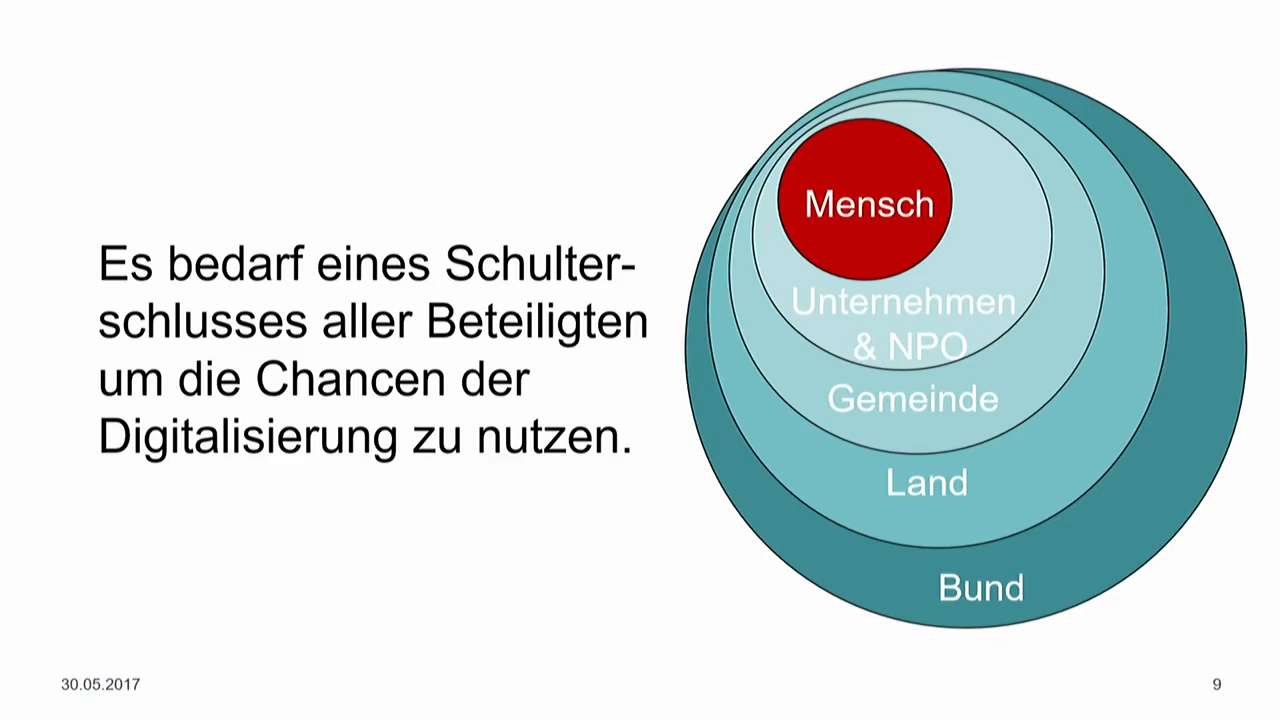 Es bedarf eines Schulter-
schlusses aller Beteiligten
um die Chancen der
Digitalisierung zu nutzen.
Mensch
Unternehmen
& NPO
Gemeinde
Land
Bund
30.05.2017
9